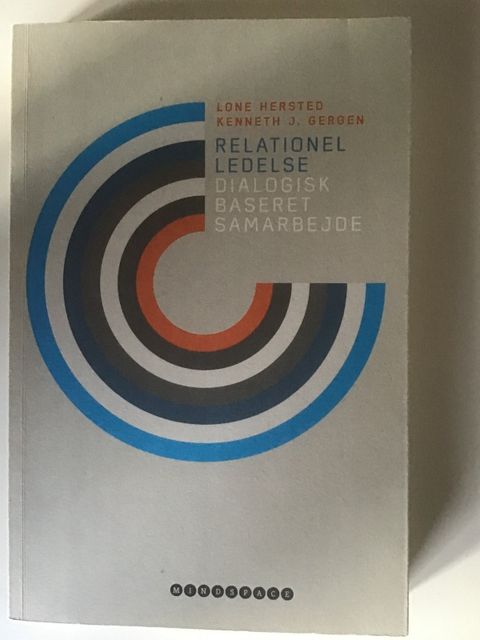 LONE HERSTED
KENNETH J. GERGEN
RELATIONEL
LEDELSE
DIALOGISK
BASERET
SAMARBEJDE
MINDSPACE